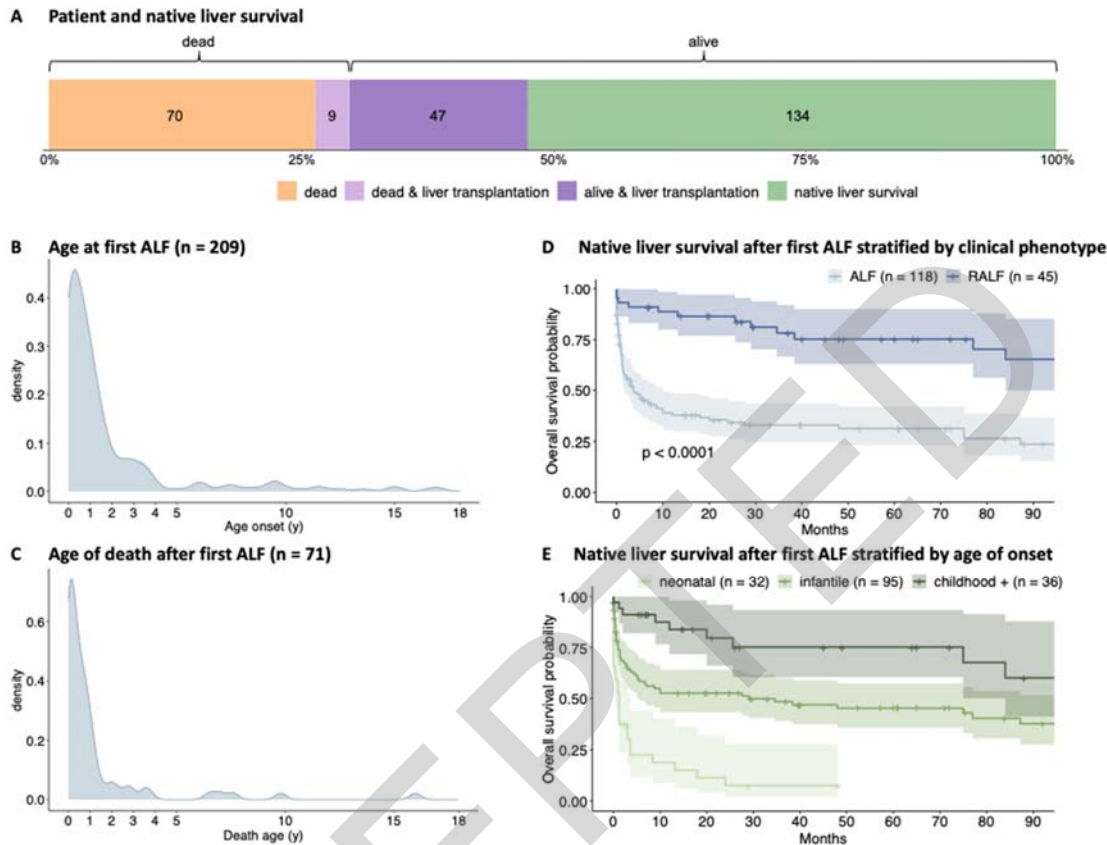 A Patient and native liver survival
dead alive
70 9 47 134
0% 25% 50% 75% 100%
dead dead & liver transplantation alive & liver transplantation native liver survival
B Age at first ALF (n = 209)
density
0.4
0.3
0.2
0.1
0.0
0 1 2 3 4 5 10 15 18
Age onset (y)
C Age of death after first ALF (n = 71)
density
0.6
0.4
0.2
0.0
0 1 2 3 4 5 10 15 18
Death age (y)
D Native liver survival after first ALF stratified by clinical phenotype
ALF (n = 118) RALF (n = 45)
Overall survival probability
1.00
0.75
0.50
0.25
0.00
p < 0.0001
0 10 20 30 40 50 60 70 80 90
Months
E Native liver survival after first ALF stratified by age of onset
neonatal (n = 32) infantile (n = 95) childhood + (n = 36)
Overall survival probability
1.00
0.75
0.50
0.25
0.00
0 10 20 30 40 50 60 70 80 90
Months
EPTED